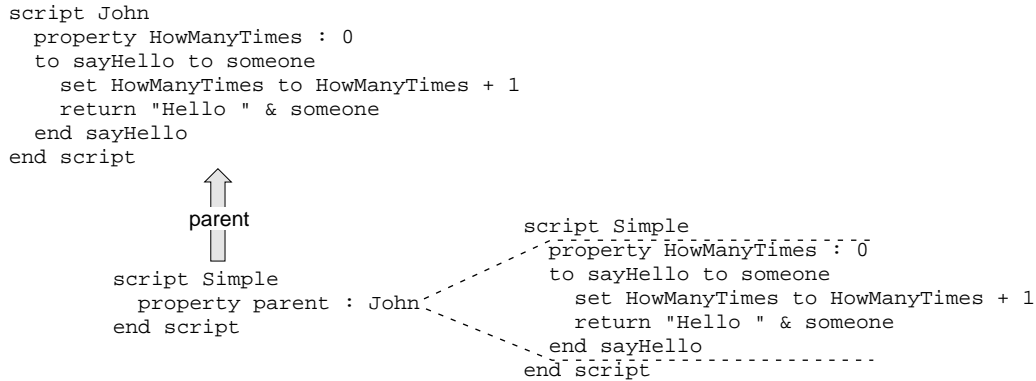 script John
  property HowManyTimes : 0
  to sayHello to someone
    set HowManyTimes to HowManyTimes + 1
    return "Hello " & someone
  end sayHello
end script
parent
script Simple
  property parent : John
end script
script Simple
  property HowManyTimes : 0
  to sayHello to someone
    set HowManyTimes to HowManyTimes + 1
    return "Hello " & someone
  end sayHello
end script